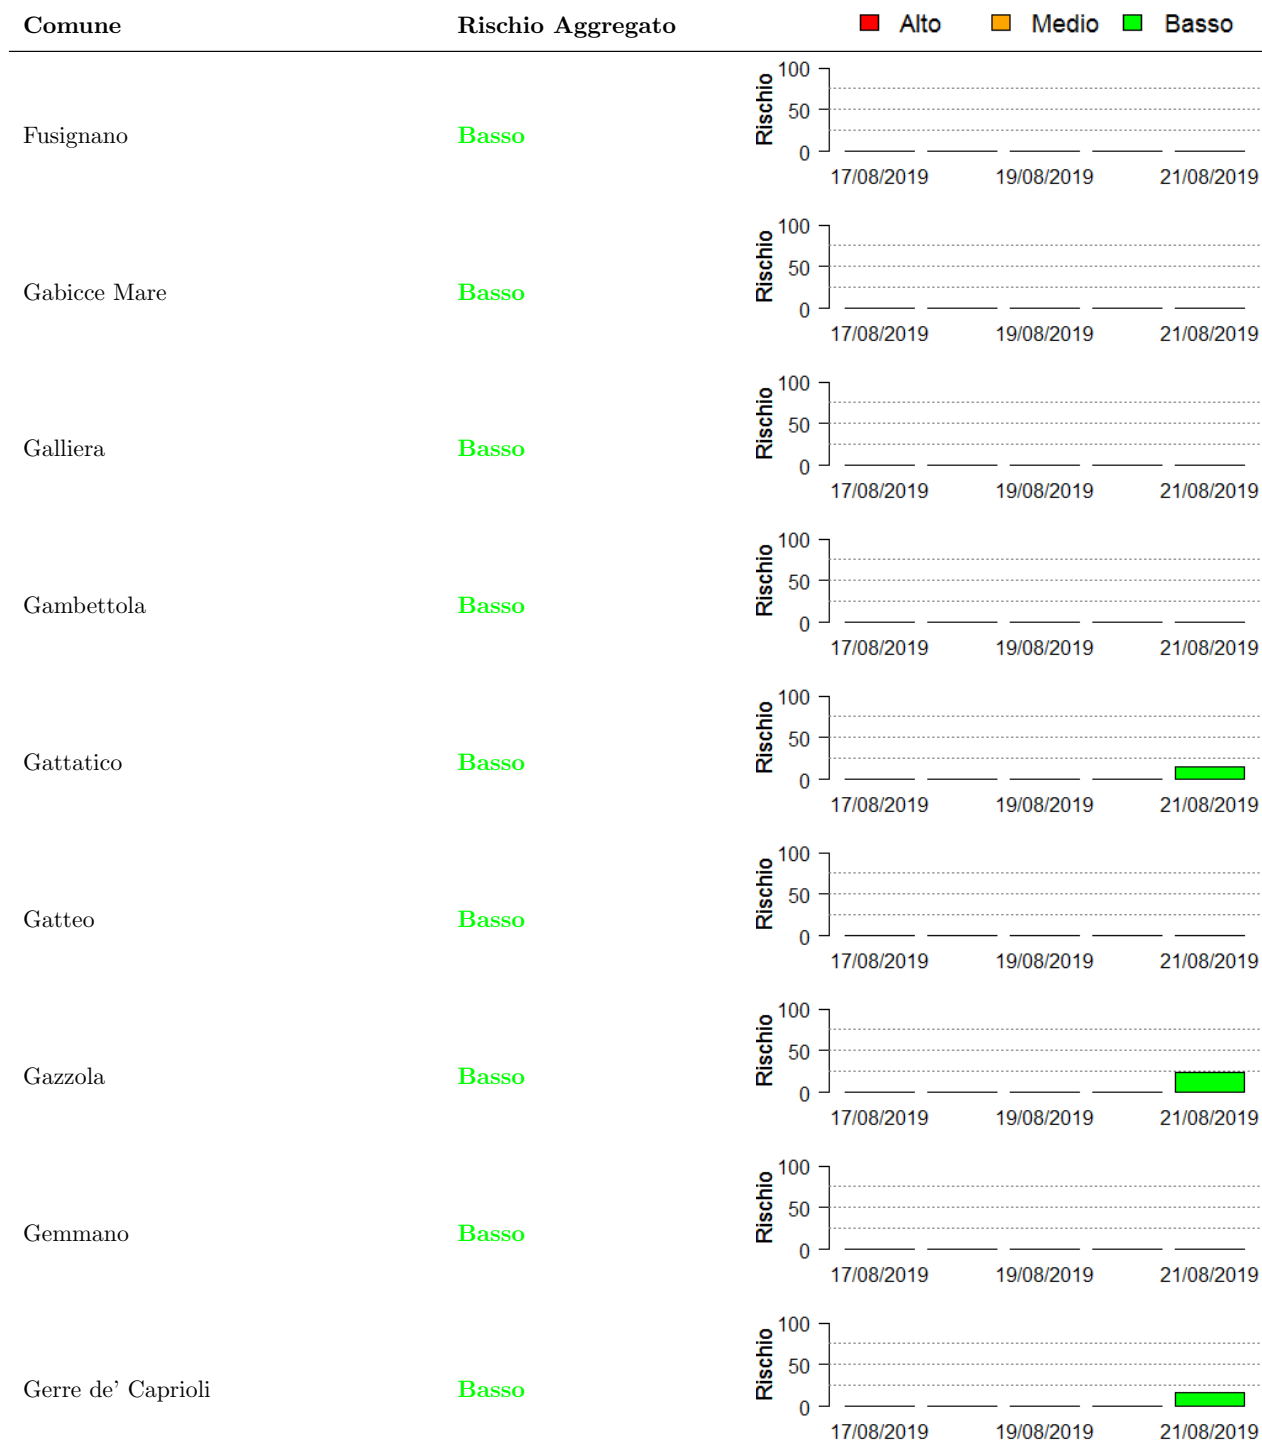 Comune Rischio Aggregato Alto Medio Basso
Fusignano Basso Rischio 100 50 0
17/08/2019 19/08/2019 21/08/2019
Gabicce Mare Basso Rischio 100 50 0
17/08/2019 19/08/2019 21/08/2019
Galliera Basso Rischio 100 50 0
17/08/2019 19/08/2019 21/08/2019
Gambettola Basso Rischio 100 50 0
17/08/2019 19/08/2019 21/08/2019
Gattatico Basso Rischio 100 50 0
17/08/2019 19/08/2019 21/08/2019
Gatteo Basso Rischio 100 50 0
17/08/2019 19/08/2019 21/08/2019
Gazzola Basso Rischio 100 50 0
17/08/2019 19/08/2019 21/08/2019
Gemmano Basso Rischio 100 50 0
17/08/2019 19/08/2019 21/08/2019
Gerre de' Caprioli Basso Rischio 100 50 0
17/08/2019 19/08/2019 21/08/2019